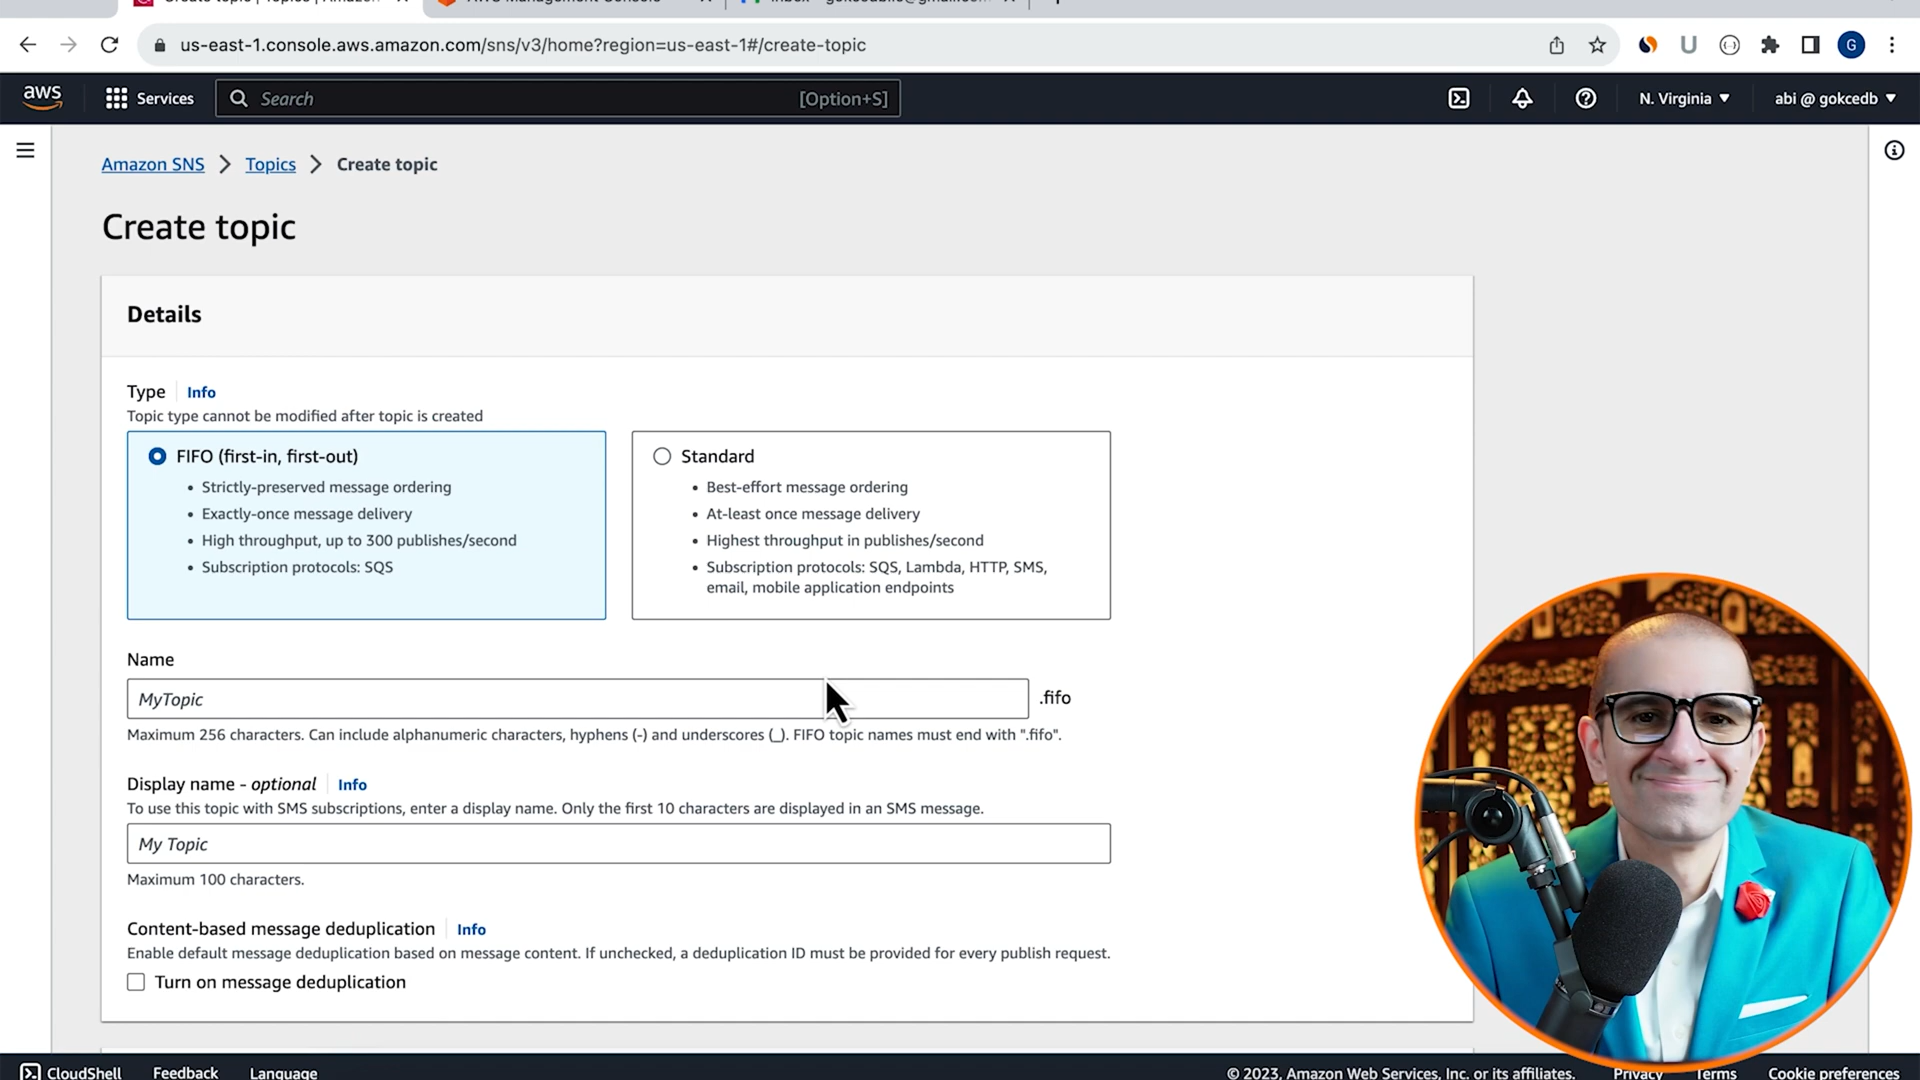 Create topic | Topics | Amazon
AWS Management Console
us-east-1.console.aws.amazon.com/sns/v3/home?region=us-east-1#/create-topic
G
aws
Services
Search
[Option+S]
N. Virginia
abi @ gokcedb
Amazon SNS > Topics > Create topic
Create topic
Details
Type Info
Topic type cannot be modified after topic is created
FIFO (first-in, first-out)
• Strictly-preserved message ordering
• Exactly-once message delivery
• High throughput, up to 300 publishes/second
• Subscription protocols: SQS
Standard
• Best-effort message ordering
• At-least once message delivery
• Highest throughput in publishes/second
• Subscription protocols: SQS, Lambda, HTTP, SMS,
email, mobile application endpoints
Name
MyTopic
.fifo
Maximum 256 characters. Can include alphanumeric characters, hyphens (-) and underscores (_). FIFO topic names must end with ".fifo".
Display name - optional Info
To use this topic with SMS subscriptions, enter a display name. Only the first 10 characters are displayed in an SMS message.
My Topic
Maximum 100 characters.
Content-based message deduplication Info
Enable default message deduplication based on message content. If unchecked, a deduplication ID must be provided for every publish request.
Turn on message deduplication
CloudShell Feedback Language
© 2023, Amazon Web Services, Inc. or its affiliates. Privacy Terms Cookie preferences